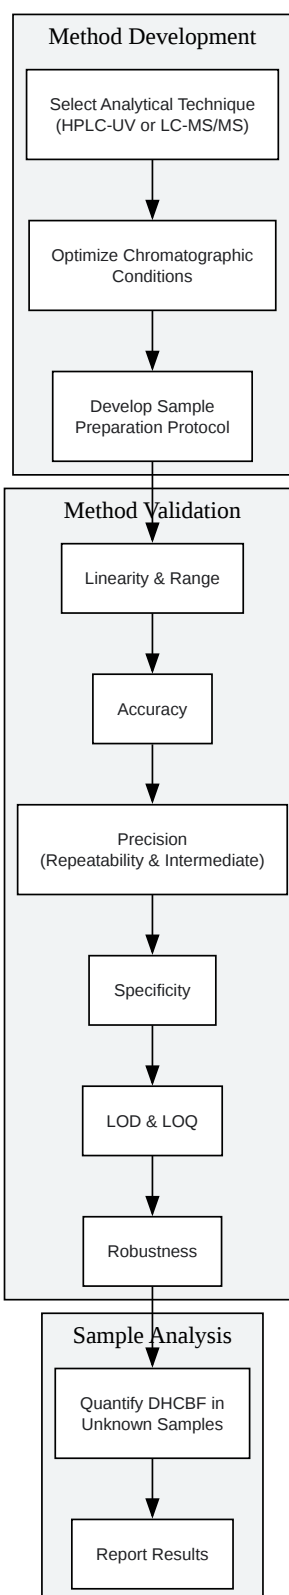 Method Development
Select Analytical Technique
(HPLC-UV or LC-MS/MS)
Optimize Chromatographic
Conditions
Develop Sample
Preparation Protocol
Method Validation
Linearity & Range
Accuracy
Precision
(Repeatability & Intermediate)
Specificity
LOD & LOQ
Robustness
Sample Analysis
Quantify DHCBF in
Unknown Samples
Report Results